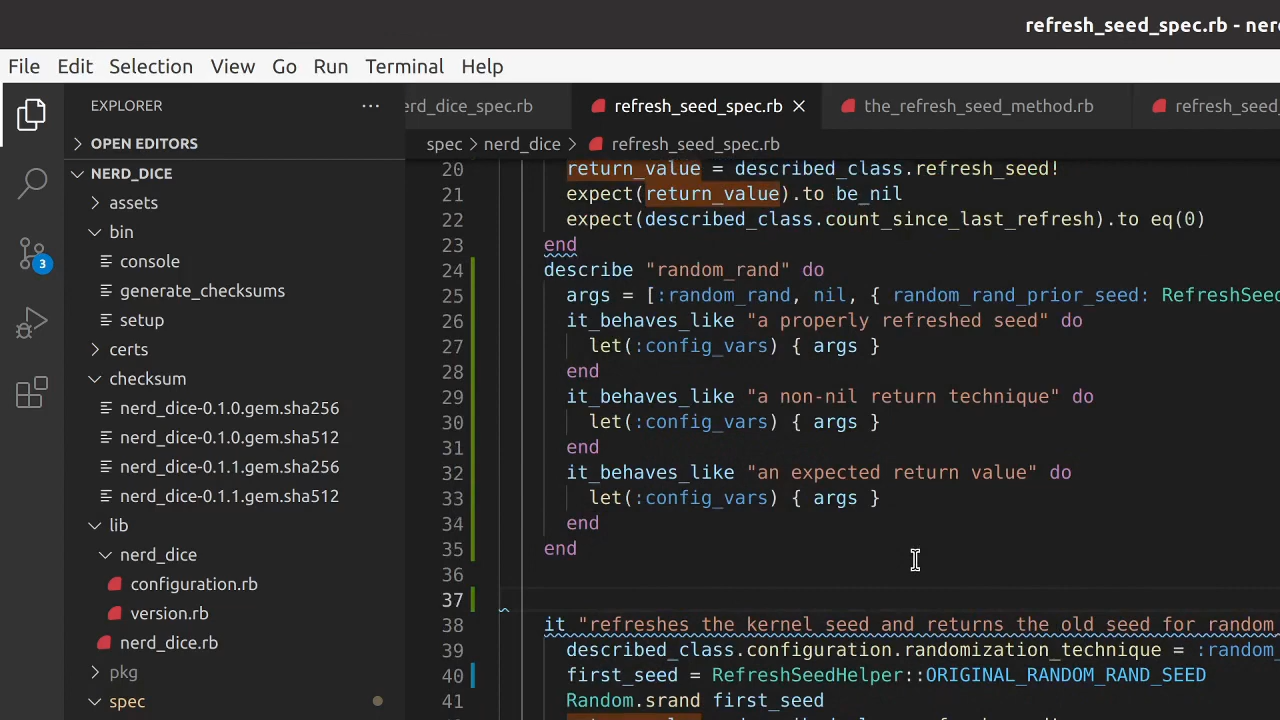 refresh_seed_spec.rb - ner
File Edit Selection View Go Run Terminal Help
EXPLORER
OPEN EDITORS
NERD_DICE
assets
bin
console
generate_checksums
setup
certs
checksum
nerd_dice-0.1.0.gem.sha256
nerd_dice-0.1.0.gem.sha512
nerd_dice-0.1.1.gem.sha256
nerd_dice-0.1.1.gem.sha512
lib
nerd_dice
configuration.rb
version.rb
nerd_dice.rb
pkg
spec
3
erd_dice_spec.rb refresh_seed_spec.rb the_refresh_seed_method.rb refresh_seed_
spec > nerd_dice > refresh_seed_spec.rb
20 return_value = described_class.refresh_seed!
21 expect(return_value).to be_nil
22 expect(described_class.count_since_last_refresh).to eq(0)
23 end
24 describe "random_rand" do
25 args = [:random_rand, nil, { random_rand_prior_seed: RefreshSeed
26 it_behaves_like "a properly refreshed seed" do
27 let(:config_vars) { args }
28 end
29 it_behaves_like "a non-nil return technique" do
30 let(:config_vars) { args }
31 end
32 it_behaves_like "an expected return value" do
33 let(:config_vars) { args }
34 end
35 end
36
37
38 it "refreshes the kernel seed and returns the old seed for random
39 described_class.configuration.randomization_technique = :random_
40 first_seed = RefreshSeedHelper::ORIGINAL_RANDOM_RAND_SEED
41 Random.srand first_seed